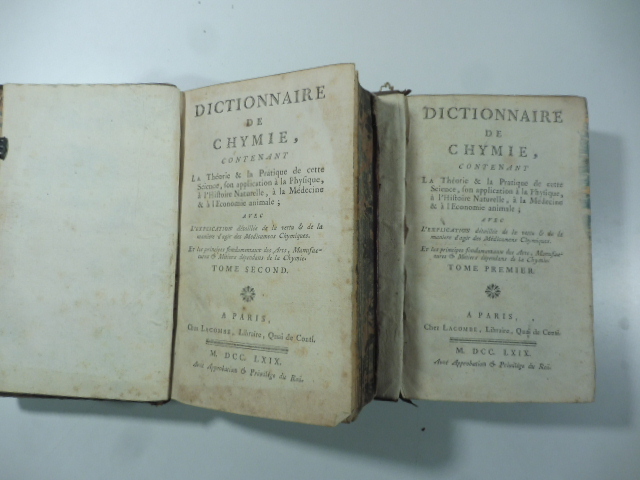 DICTIONNAIRE
DE
CHYMIE,
CONTENANT
LA Théorie & la Pratique de cette
Science, son application à la Physique,
à l'Histoire Naturelle, à la Médecine
& à l'Economie animale;
AVEC
L'EXPLICATION détaillée de la vertu & de la
maniere d'agir des Médicamens Chymiques.
Et les principes fondamentaux des Arts, Manufac-
tures & Métiers dépendans de la Chymie.
TOME SECOND.
A PARIS,
Chez LACOMBE, Libraire, Quai de Conti.
M. DCC. LXIX.
Avec Approbation & Privilége du Roi.
DICTIONNAIRE
DE
CHYMIE,
CONTENANT
LA Théorie & la Pratique de cette
Science, son application à la Physique,
à l'Histoire Naturelle, à la Médecine
& à l'Economie animale;
AVEC
L'EXPLICATION détaillée de la vertu & de la
maniere d'agir des Médicamens Chymiques.
Et les principes fondamentaux des Arts, Manufac-
tures & Métiers dépendans de la Chymie.
TOME PREMIER.
A PARIS,
Chez LACOMBE, Libraire, Quai de Conti.
M. DCC. LXIX.
Avec Approbation & Privilége du Roi.